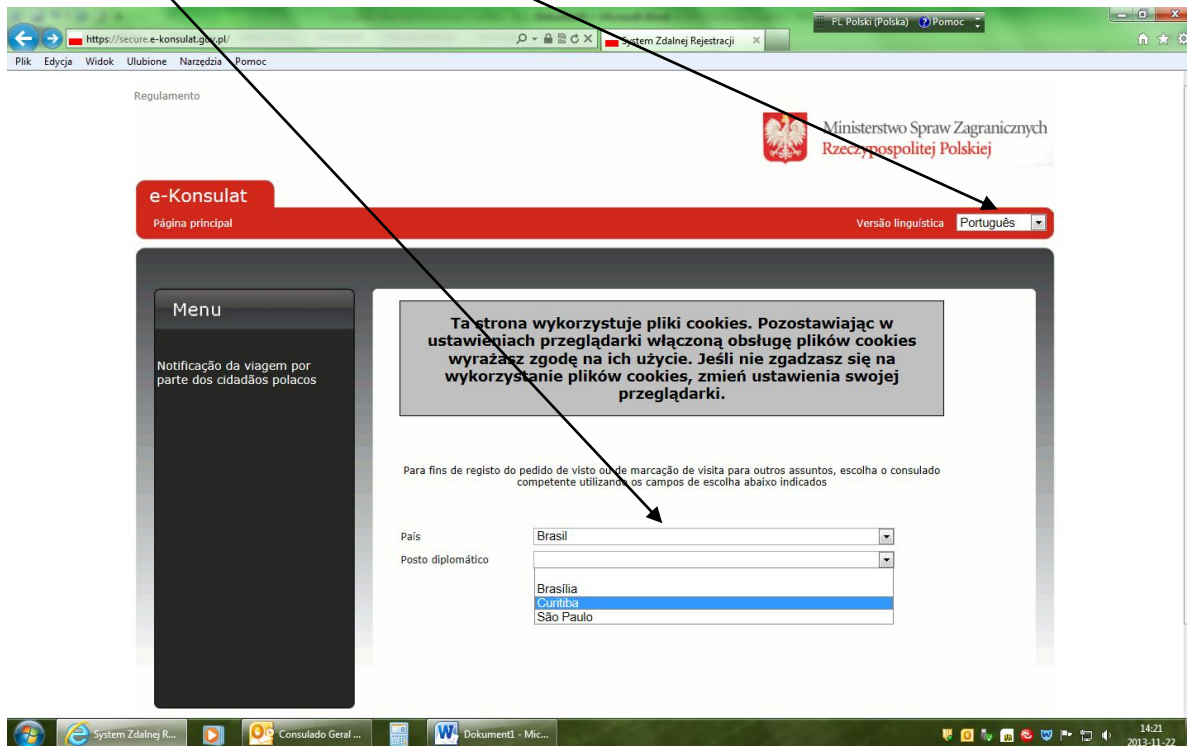 PL Polski (Polska) Pomoc
https://secure.e-konsulat.gov.pl/
System Zdalnej Rejestracji
Plik Edycja Widok Ulubione Narzędzia Pomoc
Regulamento
Ministerstwo Spraw Zagranicznych
Rzeczypospolitej Polskiej
e-Konsulat
Página principal
Versão linguística Português
Menu
Notificação da viagem por
parte dos cidadãos polacos
Ta strona wykorzystuje pliki cookies. Pozostawiając w
ustawieniach przeglądarki włączoną obsługę plików cookies
wyrażasz zgodę na ich użycie. Jeśli nie zgadzasz się na
wykorzystanie plików cookies, zmień ustawienia swojej
przeglądarki.
Para fins de registo do pedido de visto ou de marcação de visita para outros assuntos, escolha o consulado
competente utilizando os campos de escolha abaixo indicados
País Brasil
Posto diplomático
Brasília
Curitiba
São Paulo
System Zdalnej R...
Consulado Geral ...
Dokument1 - Mic...
14:21
2013-11-22